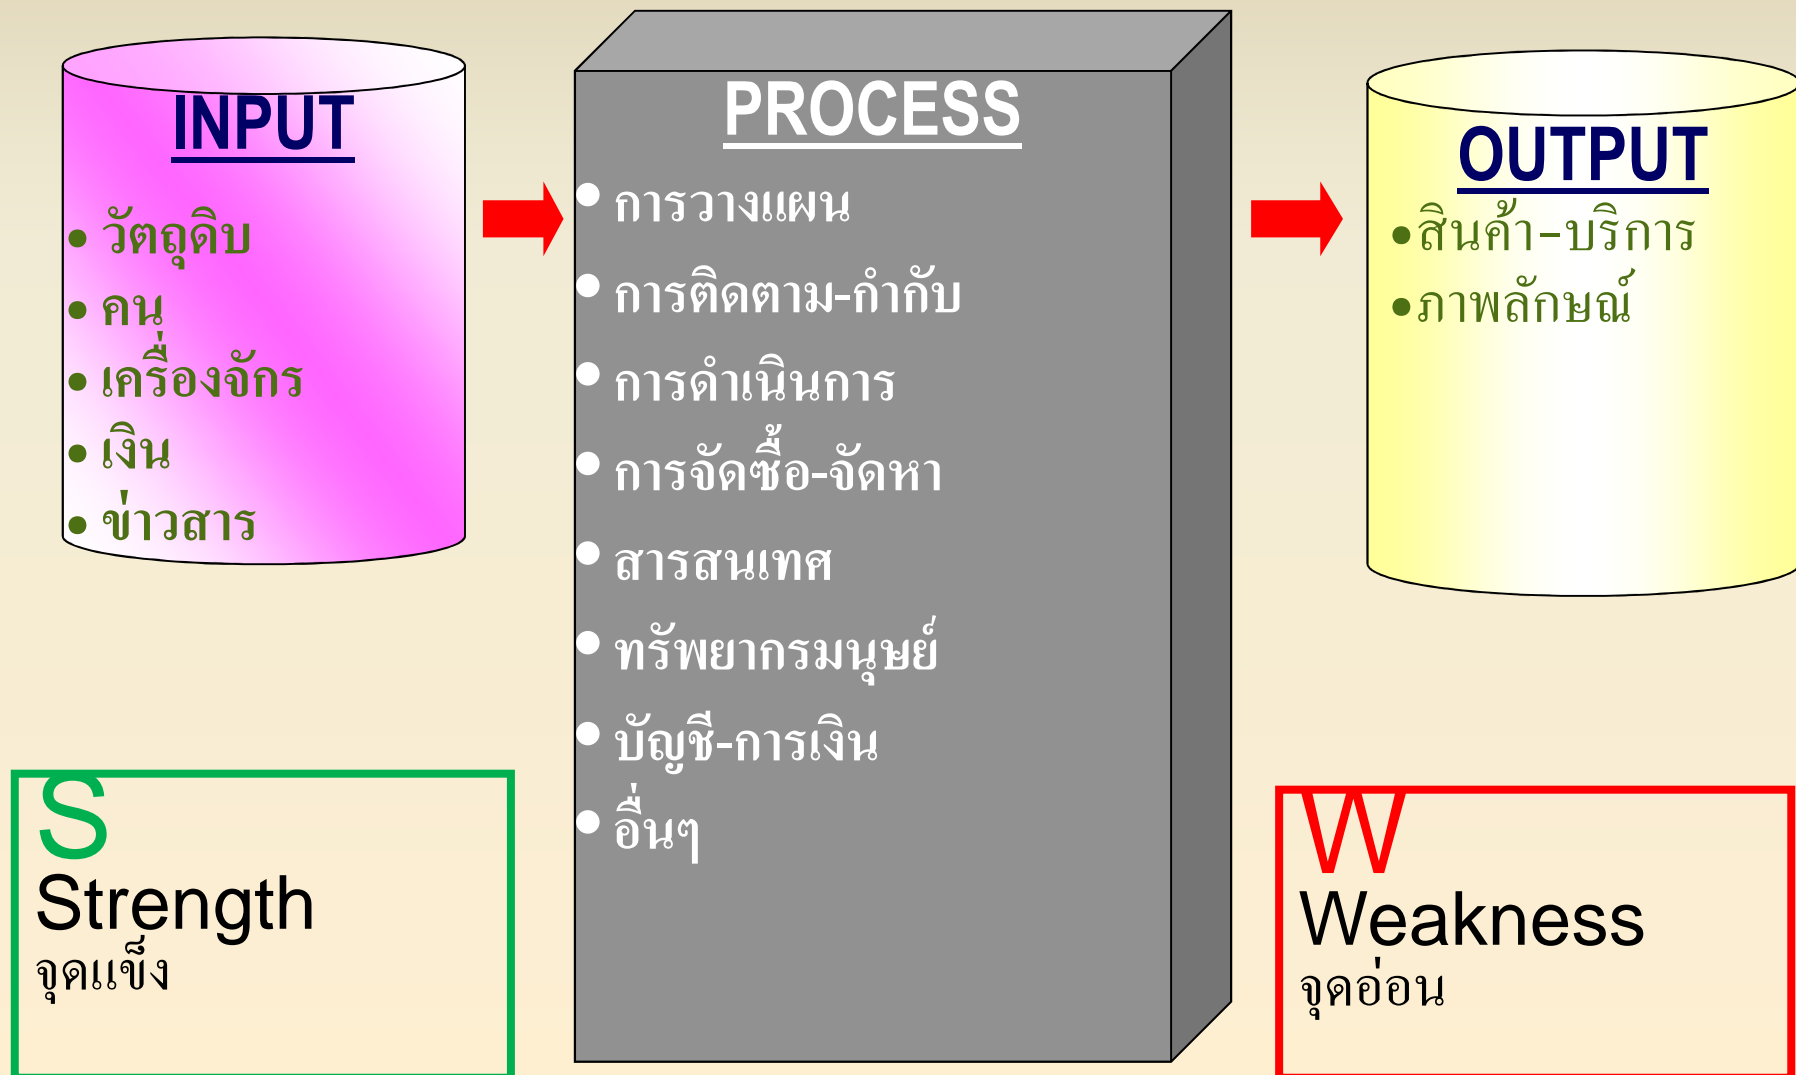 INPUT
• วัตถุดิบ
• คน
• เครื่องจักร
• เงิน
• ข่าวสาร
PROCESS
• การวางแผน
• การติดตาม-กำกับ
• การดำเนินการ
• การจัดซื้อ-จัดหา
• สารสนเทศ
• ทรัพยากรมนุษย์
• บัญชี-การเงิน
• อื่นๆ
OUTPUT
•สินค้า-บริการ
•ภาพลักษณ์
S
Strength
จุดแข็ง
W
Weakness
จุดอ่อน